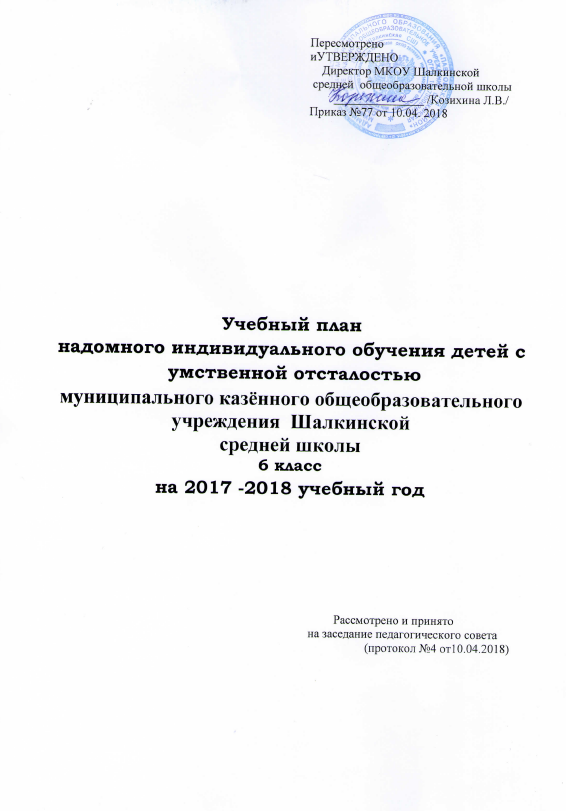 Пересмотрено
иУТВЕРЖДЕНО
Директор МКОУ Шалкинской
средней общеобразовательной школы
/Козихина Л.В./
Приказ №77 от 10.04. 2018
Учебный план
надомного индивидуального обучения детей с
умственной отсталостью
муниципального казённого общеобразовательного
учреждения Шалкинской
средней школы
6 класс
на 2017 -2018 учебный год
Рассмотрено и принято
на заседание педагогического совета
(протокол №4 от10.04.2018)